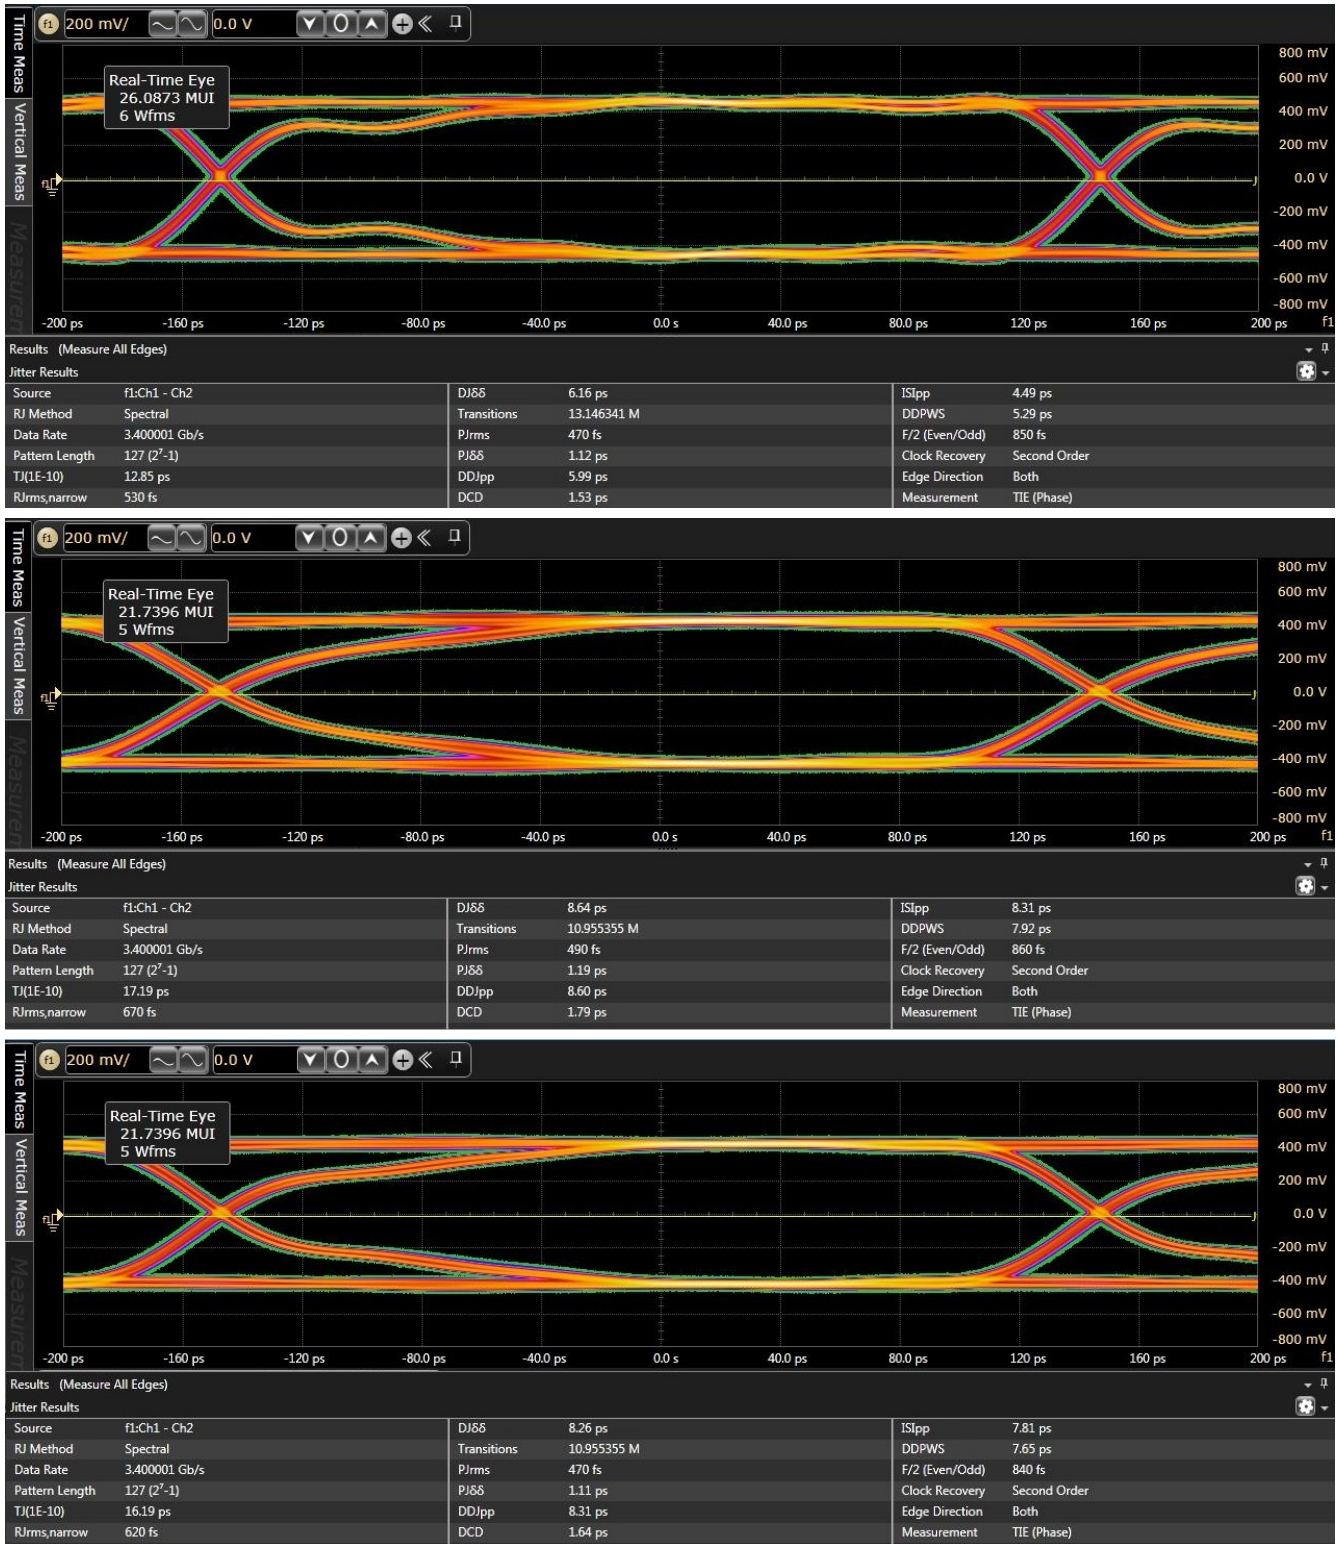 Time Meas
Vertical Meas
Measuremen
f1 200 mV/ 0.0 V
Real-Time Eye
26.0873 MUI
6 Wfms
800 mV
600 mV
400 mV
200 mV
0.0 V
-200 mV
-400 mV
-600 mV
-800 mV
-200 ps -160 ps -120 ps -80.0 ps -40.0 ps 0.0 s 40.0 ps 80.0 ps 120 ps 160 ps 200 ps f1
Results (Measure All Edges)
Jitter Results
Source f1:Ch1 - Ch2 DJδδ 6.16 ps ISIpp 4.49 ps
RJ Method Spectral Transitions 13.146341 M DDPWS 5.29 ps
Data Rate 3.400001 Gb/s PJrms 470 fs F/2 (Even/Odd) 850 fs
Pattern Length 127 (2⁷-1) PJδδ 1.12 ps Clock Recovery Second Order
TJ(1E-10) 12.85 ps DDJpp 5.99 ps Edge Direction Both
RJrms,narrow 530 fs DCD 1.53 ps Measurement TIE (Phase)
Time Meas
Vertical Meas
Measuremen
f1 200 mV/ 0.0 V
Real-Time Eye
21.7396 MUI
5 Wfms
800 mV
600 mV
400 mV
200 mV
0.0 V
-200 mV
-400 mV
-600 mV
-800 mV
-200 ps -160 ps -120 ps -80.0 ps -40.0 ps 0.0 s 40.0 ps 80.0 ps 120 ps 160 ps 200 ps f1
Results (Measure All Edges)
Jitter Results
Source f1:Ch1 - Ch2 DJδδ 8.64 ps ISIpp 8.31 ps
RJ Method Spectral Transitions 10.955355 M DDPWS 7.92 ps
Data Rate 3.400001 Gb/s PJrms 490 fs F/2 (Even/Odd) 860 fs
Pattern Length 127 (2⁷-1) PJδδ 1.19 ps Clock Recovery Second Order
TJ(1E-10) 17.19 ps DDJpp 8.60 ps Edge Direction Both
RJrms,narrow 670 fs DCD 1.79 ps Measurement TIE (Phase)
Time Meas
Vertical Meas
Measuremen
f1 200 mV/ 0.0 V
Real-Time Eye
21.7396 MUI
5 Wfms
800 mV
600 mV
400 mV
200 mV
0.0 V
-200 mV
-400 mV
-600 mV
-800 mV
-200 ps -160 ps -120 ps -80.0 ps -40.0 ps 0.0 s 40.0 ps 80.0 ps 120 ps 160 ps 200 ps f1
Results (Measure All Edges)
Jitter Results
Source f1:Ch1 - Ch2 DJδδ 8.26 ps ISIpp 7.81 ps
RJ Method Spectral Transitions 10.955355 M DDPWS 7.65 ps
Data Rate 3.400001 Gb/s PJrms 470 fs F/2 (Even/Odd) 840 fs
Pattern Length 127 (2⁷-1) PJδδ 1.11 ps Clock Recovery Second Order
TJ(1E-10) 16.19 ps DDJpp 8.31 ps Edge Direction Both
RJrms,narrow 620 fs DCD 1.64 ps Measurement TIE (Phase)